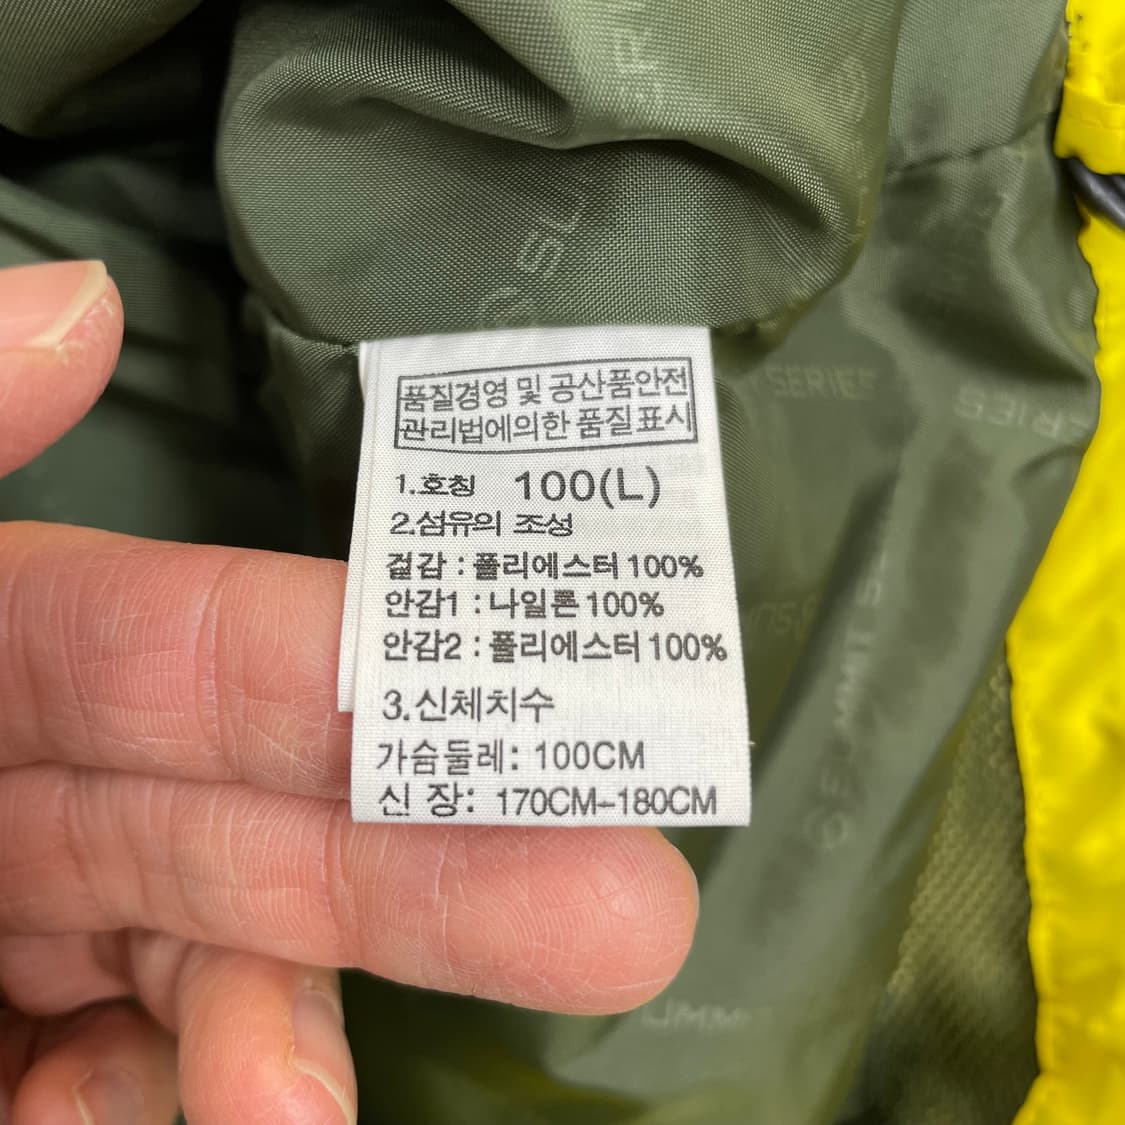 품질경영 및 공산품안전
관리법에의한 품질표시
1.호칭 100(L)
2.섬유의 조성
겉감 : 폴리에스터 100%
안감1 : 나일론 100%
안감2 : 폴리에스터 100%
3.신체치수
가슴둘레: 100CM
신 장: 170CM-180CM
SERIES